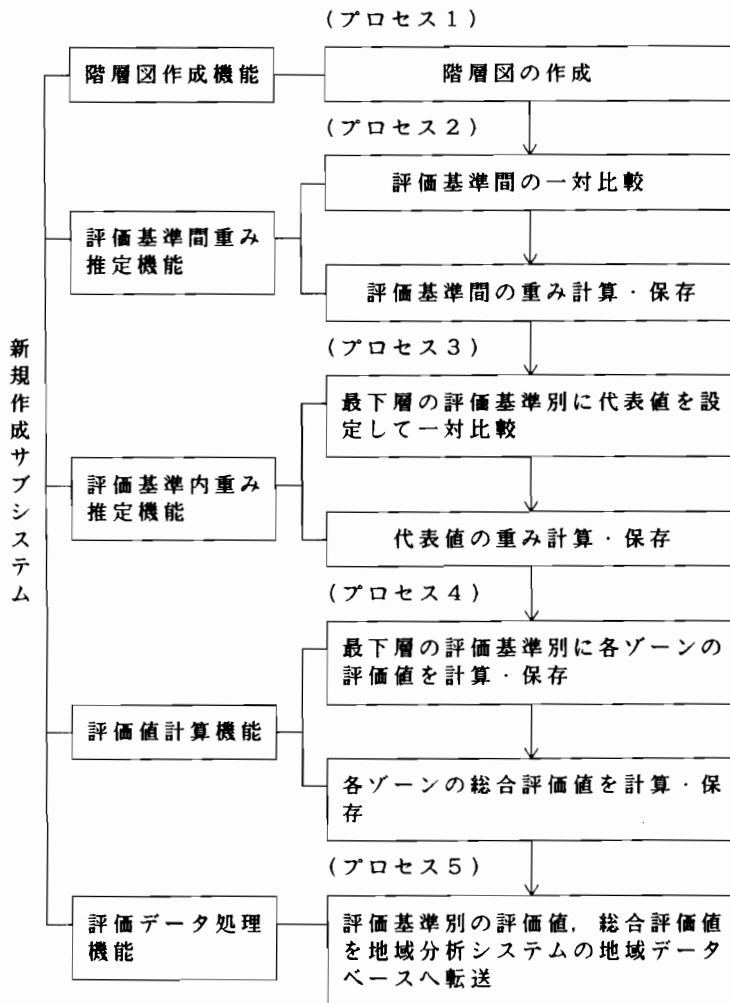 新規作成サブシステム
(プロセス1)
階層図作成機能
階層図の作成
(プロセス2)
評価基準間の一対比較
評価基準間重み
推定機能
評価基準間の重み計算・保存
(プロセス3)
最下層の評価基準別に代表値を設
定して一対比較
評価基準内重み
推定機能
代表値の重み計算・保存
(プロセス4)
最下層の評価基準別に各ゾーンの
評価値を計算・保存
評価値計算機能
各ゾーンの総合評価値を計算・保
存
(プロセス5)
評価データ処理
機能
評価基準別の評価値,総合評価値
を地域分析システムの地域データ
ベースへ転送